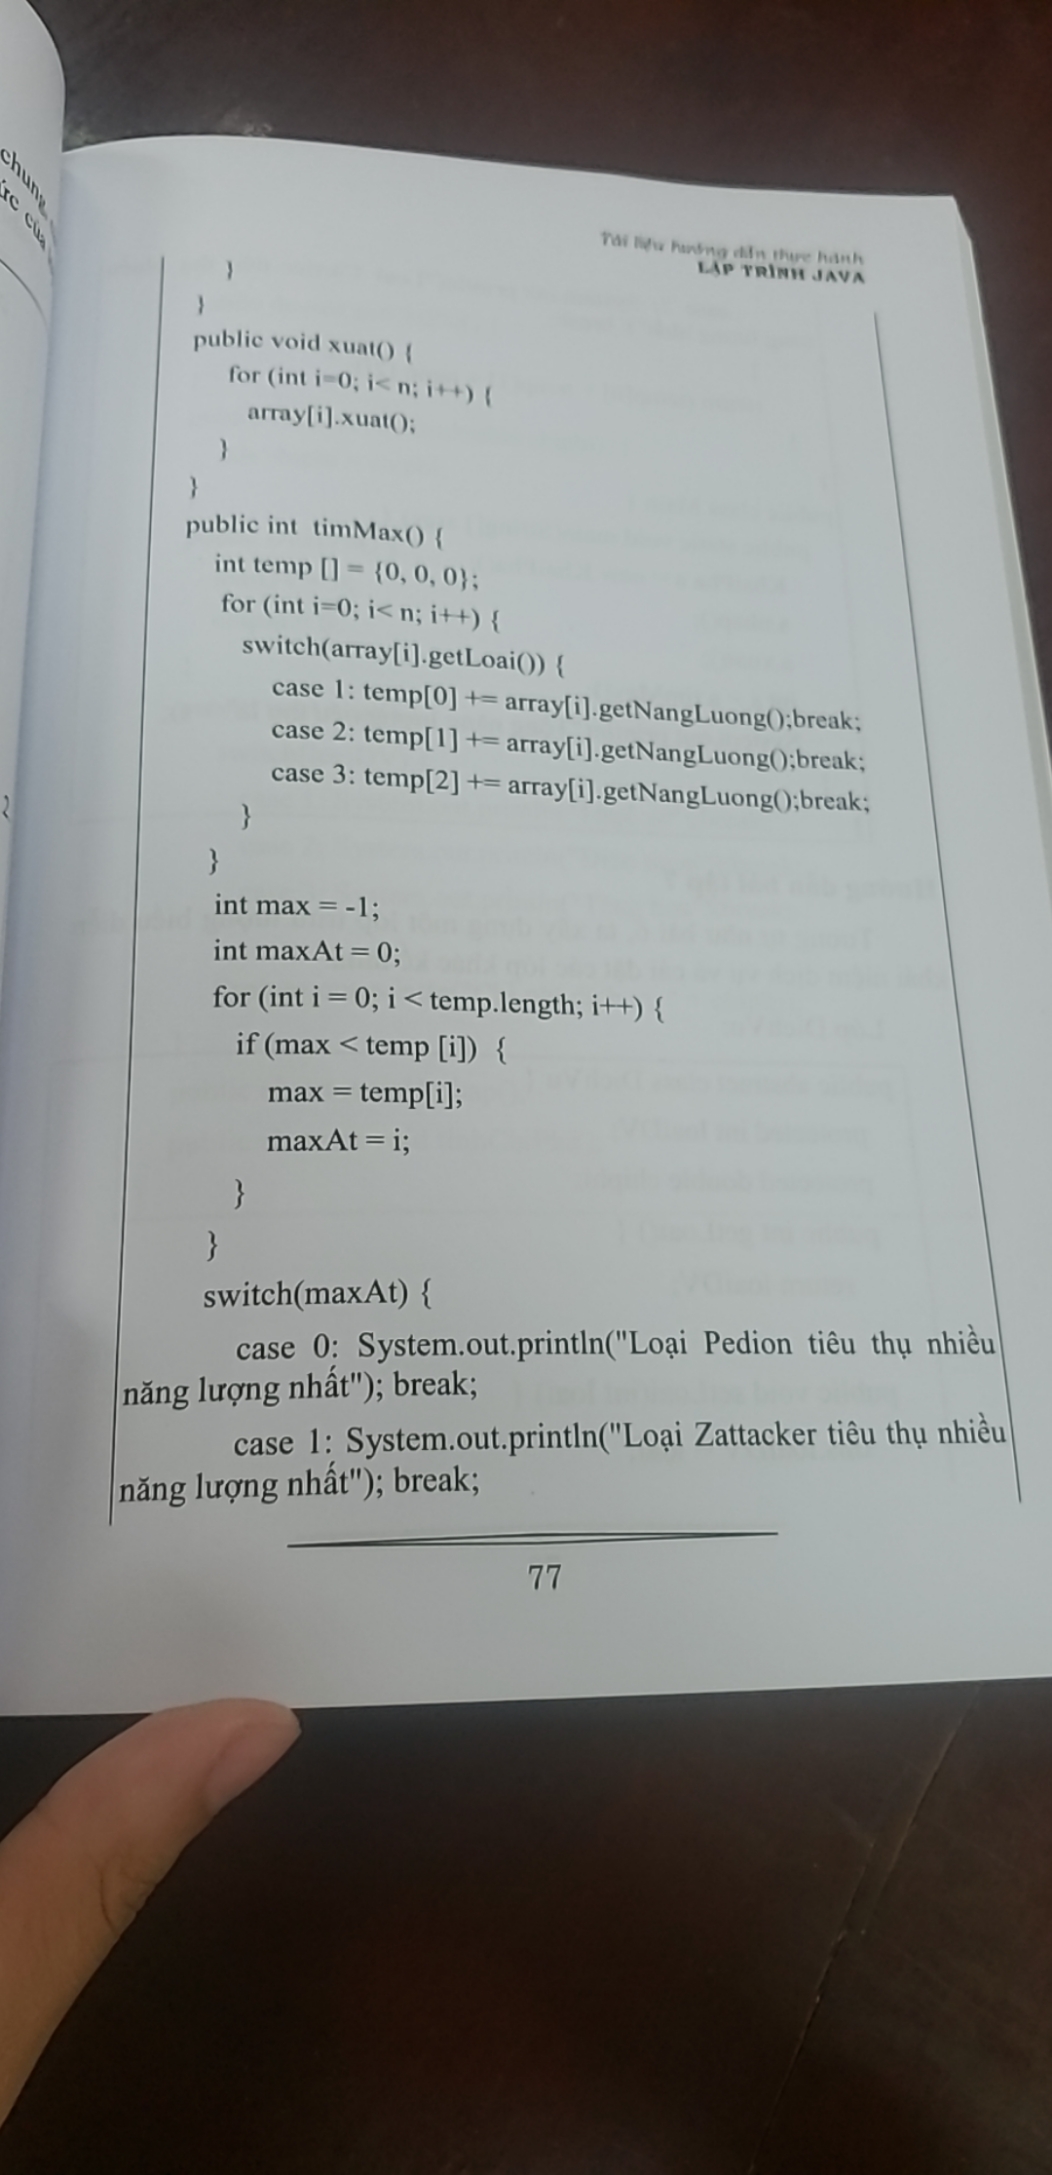 chung,
ức của
Tài liệu hướng dẫn thực hành
LẬP TRÌNH JAVA
}
}
public void xuat() {
for (int i=0; i< n; i++) {
array[i].xuat();
}
}
public int timMax() {
int temp [] = {0, 0, 0};
for (int i=0; i< n; i++) {
switch(array[i].getLoai()) {
case 1: temp[0] += array[i].getNangLuong();break;
case 2: temp[1] += array[i].getNangLuong();break;
case 3: temp[2] += array[i].getNangLuong();break;
}
}
int max = -1;
int maxAt = 0;
for (int i = 0; i < temp.length; i++) {
if (max < temp [i]) {
max = temp[i];
maxAt = i;
}
}
switch(maxAt) {
case 0: System.out.println("Loại Pedion tiêu thụ nhiều
năng lượng nhất"); break;
case 1: System.out.println("Loại Zattacker tiêu thụ nhiều
năng lượng nhất"); break;
77